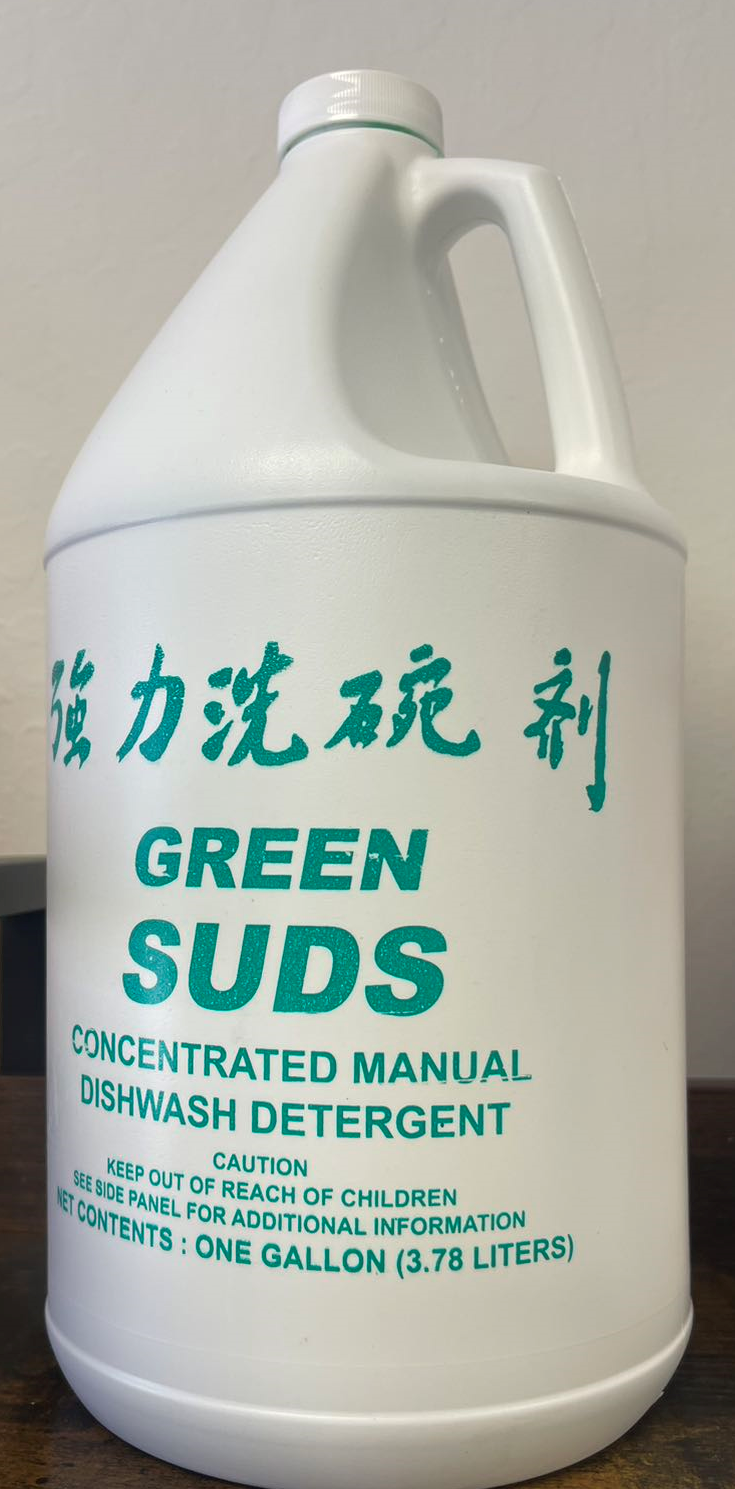 強力洗碗剂
GREEN
SUDS
CONCENTRATED MANUAL
DISHWASH DETERGENT
CAUTION
KEEP OUT OF REACH OF CHILDREN
SEE SIDE PANEL FOR ADDITIONAL INFORMATION
NET CONTENTS : ONE GALLON (3.78 LITERS)